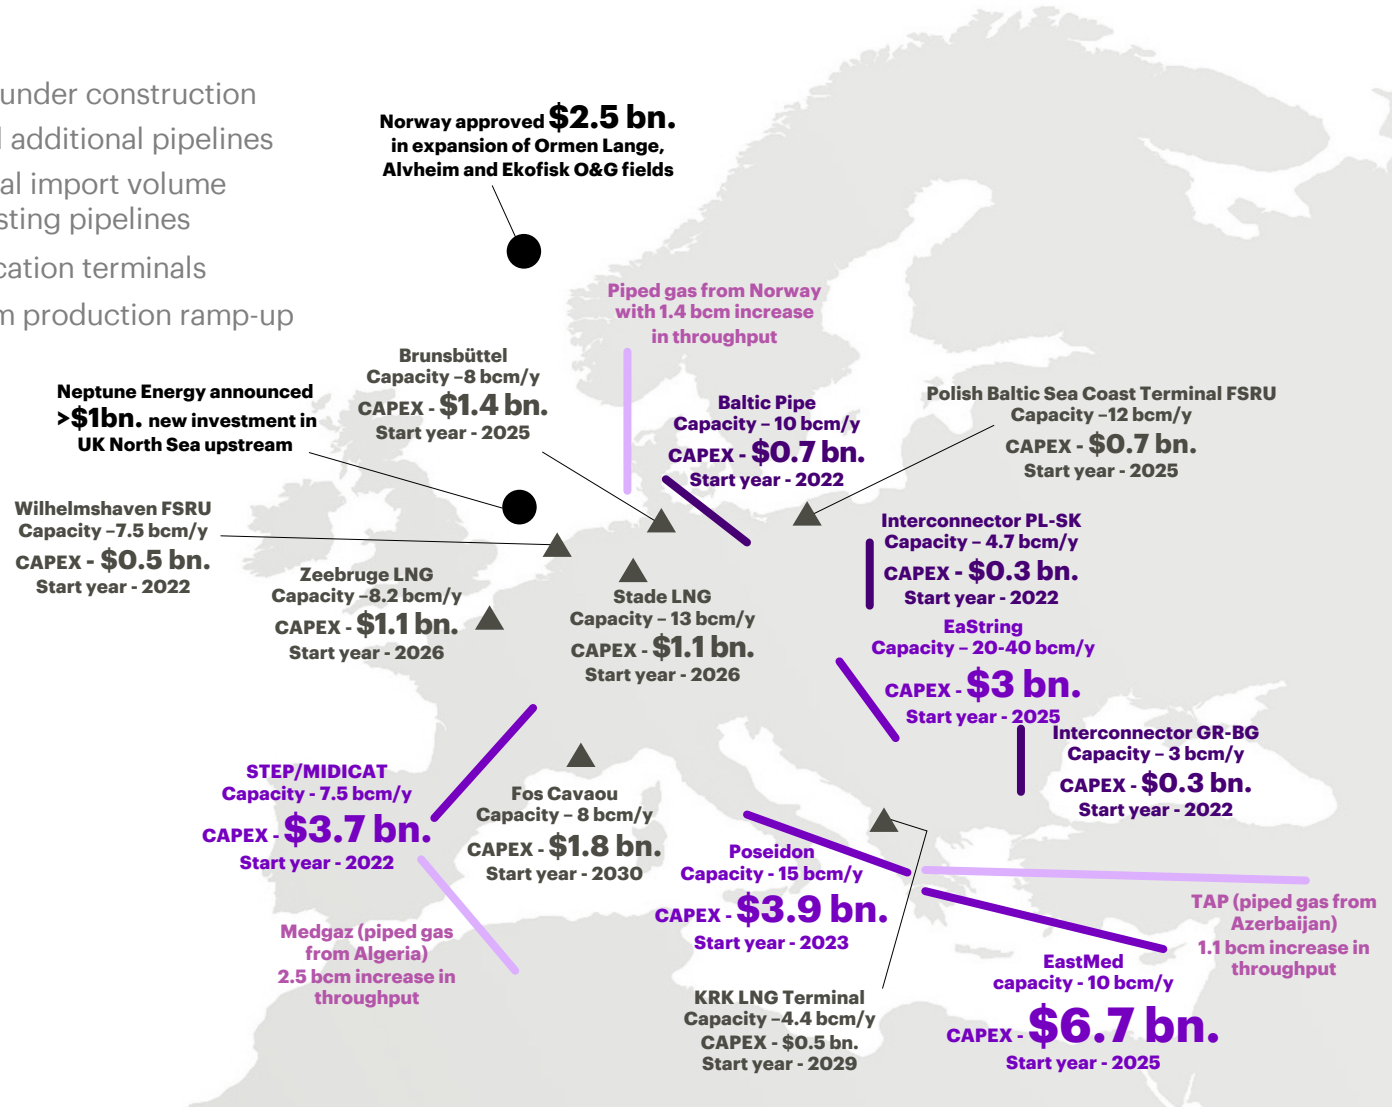 under construction
additional pipelines
al import volume
sting pipelines
cation terminals
production ramp-up
Norway approved $2.5 bn.
in expansion of Ormen Lange,
Alvheim and Ekofisk O&G fields
Piped gas from Norway
with 1.4 bcm increase
in throughput
Brunsbüttel
Capacity –8 bcm/y
CAPEX - $1.4 bn.
Start year - 2025
Neptune Energy announced
>$1bn. new investment in
UK North Sea upstream
Baltic Pipe
Capacity – 10 bcm/y
CAPEX - $0.7 bn.
Start year - 2022
Polish Baltic Sea Coast Terminal FSRU
Capacity –12 bcm/y
CAPEX - $0.7 bn.
Start year - 2025
Wilhelmshaven FSRU
Capacity –7.5 bcm/y
CAPEX - $0.5 bn.
Start year - 2022
Zeebruge LNG
Capacity –8.2 bcm/y
CAPEX - $1.1 bn.
Start year - 2026
Stade LNG
Capacity – 13 bcm/y
CAPEX - $1.1 bn.
Start year - 2026
Interconnector PL-SK
Capacity – 4.7 bcm/y
CAPEX - $0.3 bn.
Start year - 2022
EaString
Capacity – 20-40 bcm/y
CAPEX - $3 bn.
Start year - 2025
Interconnector GR-BG
Capacity – 3 bcm/y
CAPEX - $0.3 bn.
Start year - 2022
STEP/MIDICAT
Capacity - 7.5 bcm/y
CAPEX - $3.7 bn.
Start year - 2022
Fos Cavaou
Capacity – 8 bcm/y
CAPEX - $1.8 bn.
Start year - 2030
Poseidon
Capacity - 15 bcm/y
CAPEX - $3.9 bn.
Start year - 2023
TAP (piped gas from
Azerbaijan)
1.1 bcm increase in
throughput
Medgaz (piped gas
from Algeria)
2.5 bcm increase in
throughput
EastMed
capacity - 10 bcm/y
CAPEX - $6.7 bn.
Start year - 2025
KRK LNG Terminal
Capacity –4.4 bcm/y
CAPEX - $0.5 bn.
Start year - 2029